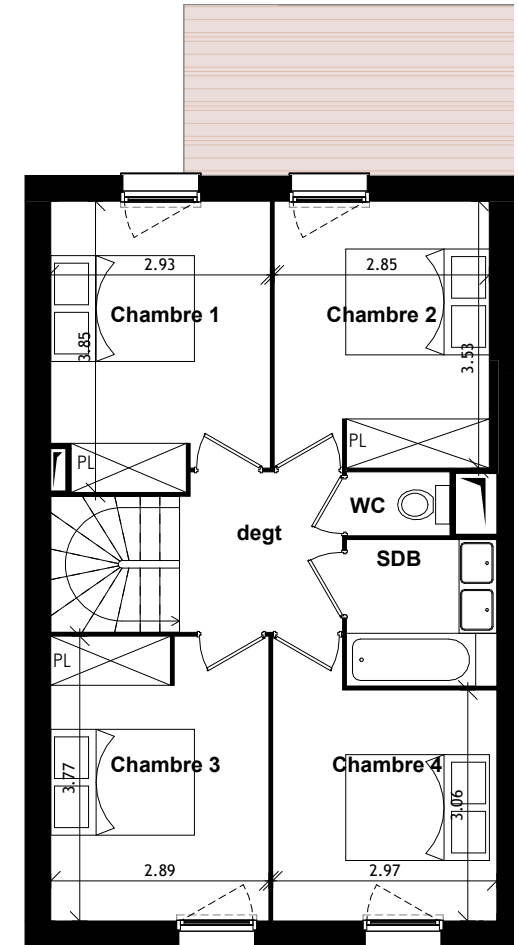 2.93
2.85
Chambre 1
Chambre 2
3.85
3.53
PL
PL
WC
degt
SDB
PL
Chambre 3
Chambre 4
3.77
3.06
2.89
2.97